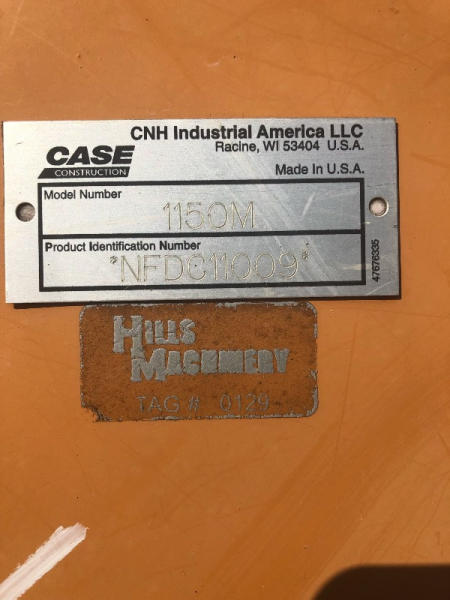 CNH Industrial America LLC
Racine, WI 53404 U.S.A.
CASE
CONSTRUCTION
Made in U.S.A.
Model Number
1150M
Product Identification Number
*NFDC11009*
47676335
HILLS
MACHINERY
TAG # 0129